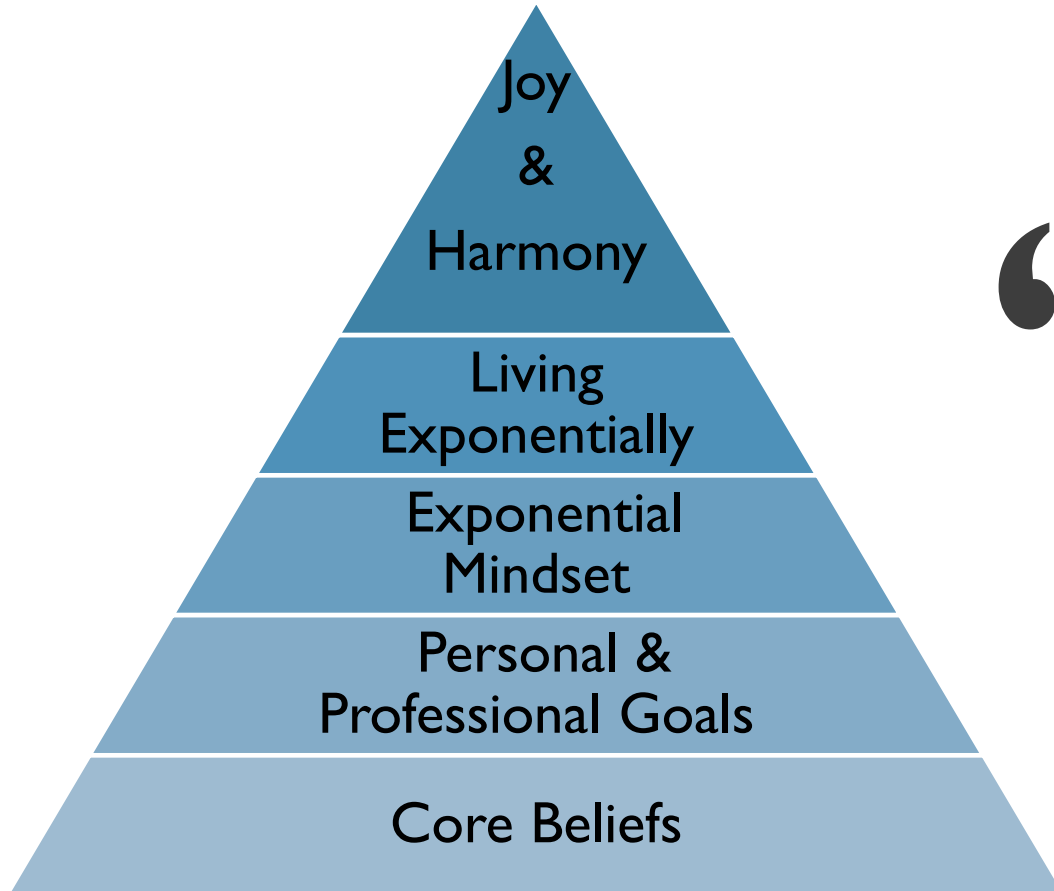 Joy
&
Harmony
‘
Living
Exponentially
Exponential
Mindset
Personal &
Professional Goals
Core Beliefs